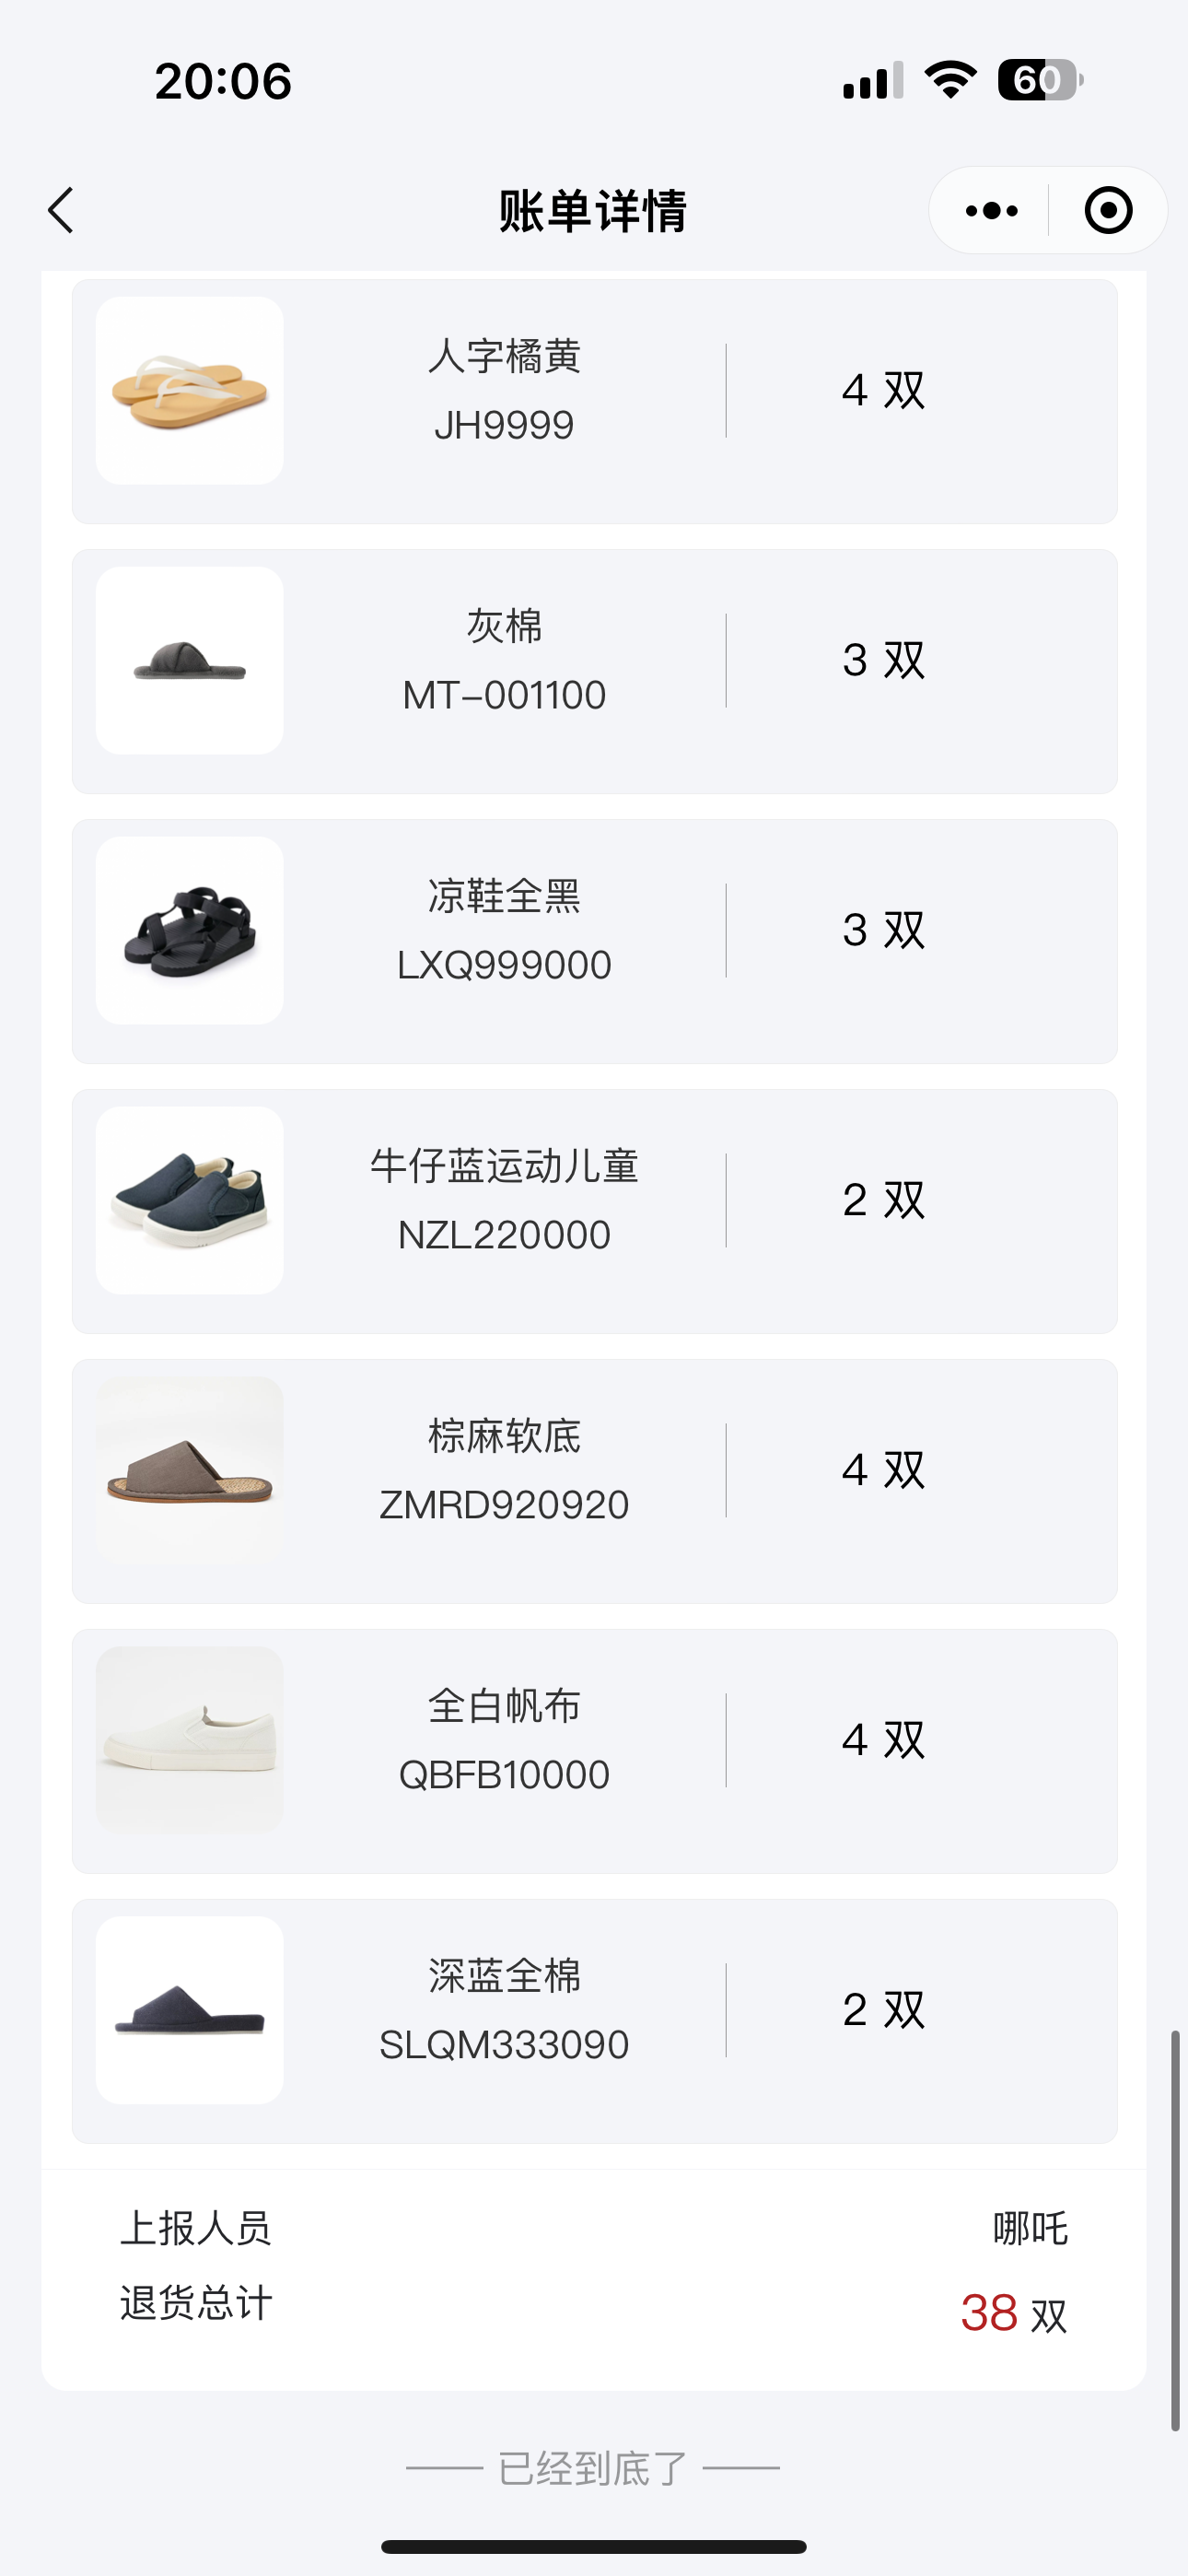 20:06
60
账单详情
人字橘黄
JH9999
4 双
灰棉
MT-001100
3 双
凉鞋全黑
LXQ999000
3 双
牛仔蓝运动儿童
NZL220000
2 双
棕麻软底
ZMRD920920
4 双
全白帆布
QBFB10000
4 双
深蓝全棉
SLQM333090
2 双
上报人员 哪吒
退货总计 38 双
已经到底了